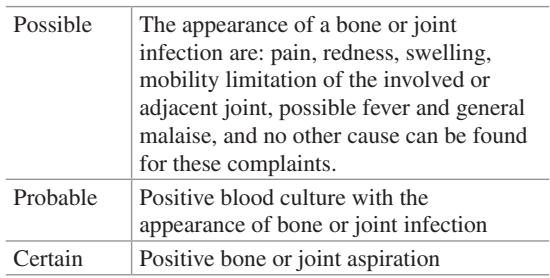 Possible The appearance of a bone or joint
infection are: pain, redness, swelling,
mobility limitation of the involved or
adjacent joint, possible fever and general
malaise, and no other cause can be found
for these complaints.
Probable Positive blood culture with the
appearance of bone or joint infection
Certain Positive bone or joint aspiration